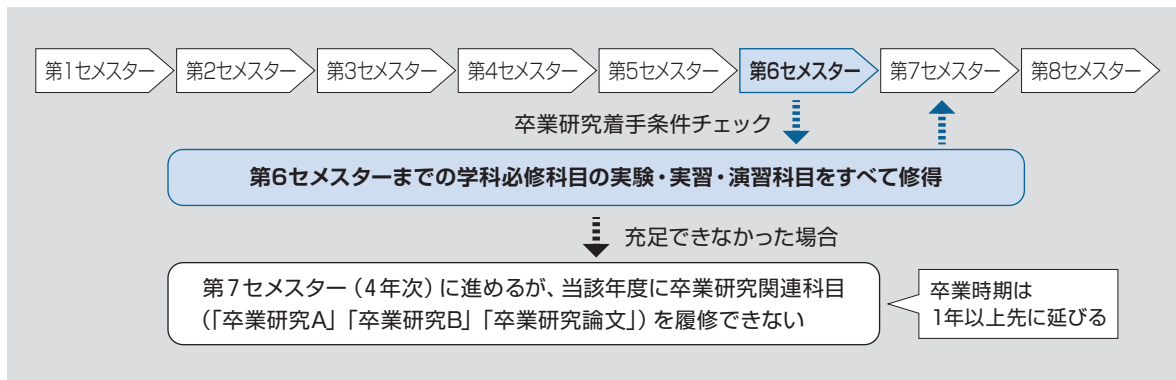 第1セメスター
第2セメスター
第3セメスター
第4セメスター
第5セメスター
第6セメスター
第7セメスター
第8セメスター
卒業研究着手条件チェック
第6セメスターまでの学科必修科目の実験・実習・演習科目をすべて修得
充足できなかった場合
第7セメスター（4年次）に進めるが、当該年度に卒業研究関連科目
（「卒業研究A」「卒業研究B」「卒業研究論文」）を履修できない
卒業時期は
1年以上先に延びる